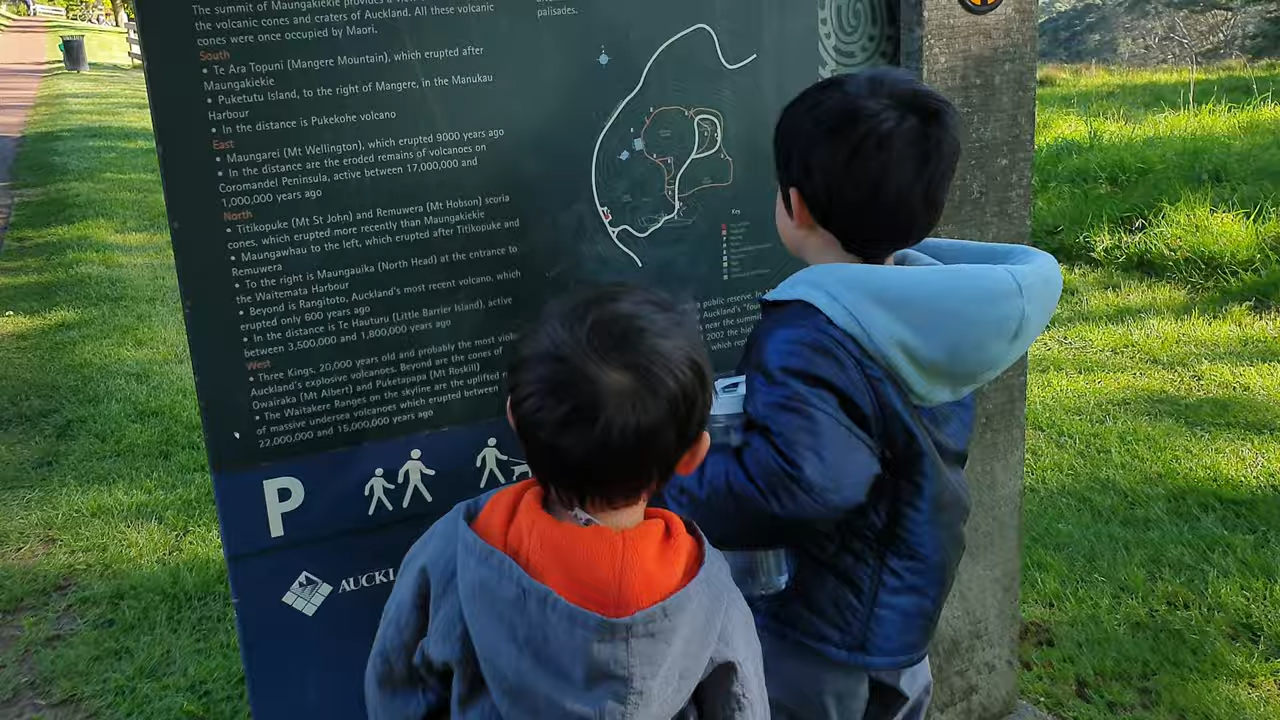 The summit of Maungakiekie provides a
the volcanic cones and craters of Auckland. All these volcanic
cones were once occupied by Maori.
South
• Te Ara Topuni (Mangere Mountain), which erupted after
Maungakiekie
• Puketutu Island, to the right of Mangere, in the Manukau
Harbour
• In the distance is Pukekohe volcano
East
• Maungarei (Mt Wellington), which erupted 9000 years ago
• In the distance are the eroded remains of volcanoes on
Coromandel Peninsula, active between 17,000,000 and
1,000,000 years ago
North
• Titikopuke (Mt St John) and Remuwera (Mt Hobson) scoria
cones, which erupted more recently than Maungakiekie
• Maungawhau to the left, which erupted after Titikopuke and
Remuwera
• To the right is Maungauika (North Head) at the entrance to
the Waitemata Harbour
• Beyond is Rangitoto, Auckland's most recent volcano, which
erupted only 600 years ago
• In the distance is Te Hauturu (Little Barrier Island), active
between 3,500,000 and 1,800,000 years ago
West
• Three Kings, 20,000 years old and probably the most
Auckland's explosive volcanoes. Beyond are the cones of
Owairaka (Mt Albert) and Puketapapa (Mt Roskill)
• The Waitakere Ranges on the skyline are the uplifted
of massive undersea volcanoes which erupted between
22,000,000 and 15,000,000 years ago
palisades.
Key
a public reserve. In
Auckland's
near the summit
2002 the
which
P
AUCKL